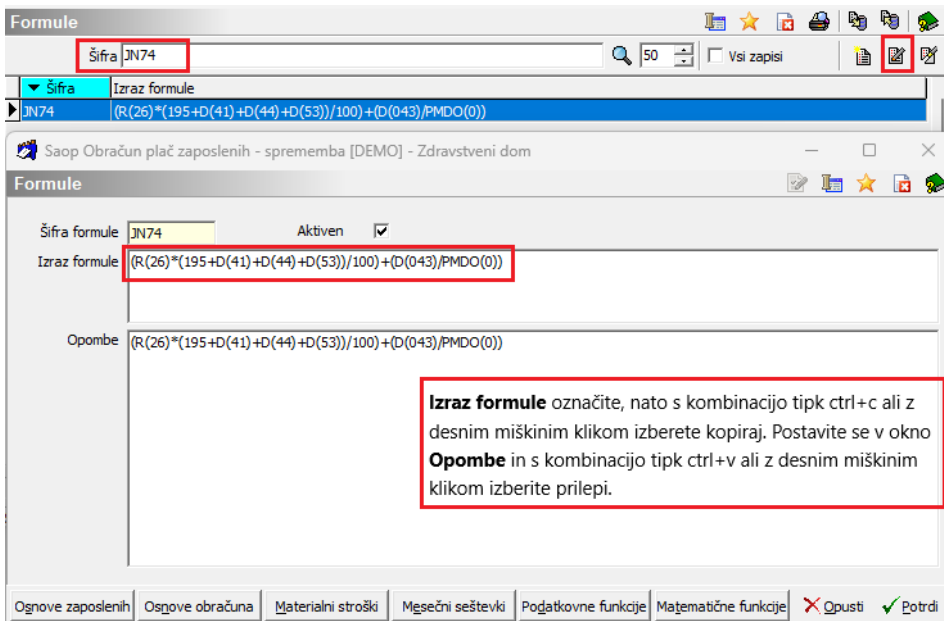 Formule
Šifra JN74 50 Vsi zapisi
Šifra Izraz formule
JN74 (R(26)*(195+D(41)+D(44)+D(53))/100)+(D(043)/PMDO(0))
Saop Obračun plač zaposlenih - sprememba [DEMO] - Zdravstveni dom
Formule
Šifra formule JN74 Aktiven
Izraz formule (R(26)*(195+D(41)+D(44)+D(53))/100)+(D(043)/PMDO(0))
Opombe (R(26)*(195+D(41)+D(44)+D(53))/100)+(D(043)/PMDO(0))
Izraz formule označite, nato s kombinacijo tipk ctrl+c ali z
desnim miškinim klikom izberete kopiraj. Postavite se v okno
Opombe in s kombinacijo tipk ctrl+v ali z desnim miškinim
klikom izberite prilepi.
Osnove zaposlenih Osnove obračuna Materialni stroški Mesečni seštevki Podatkovne funkcije Matematične funkcije Opusti Potrdi